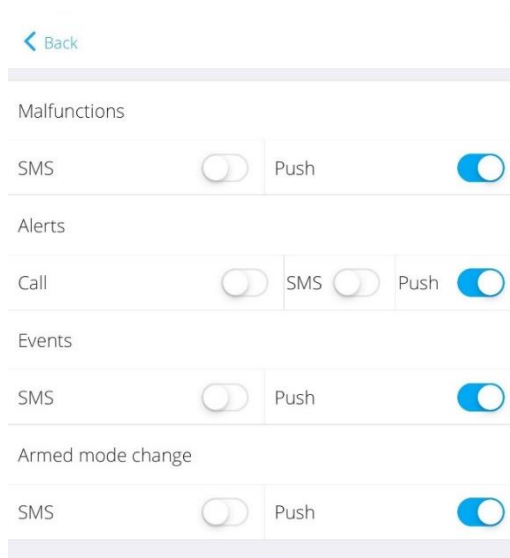 Back
Malfunctions
SMS Push
Alerts
Call SMS Push
Events
SMS Push
Armed mode change
SMS Push